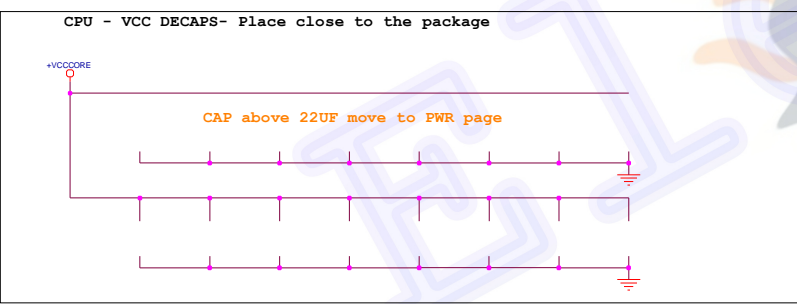 CPU - VCC DECAPS- Place close to the package
+VCCCORE
CAP above 22UF move to PWR page